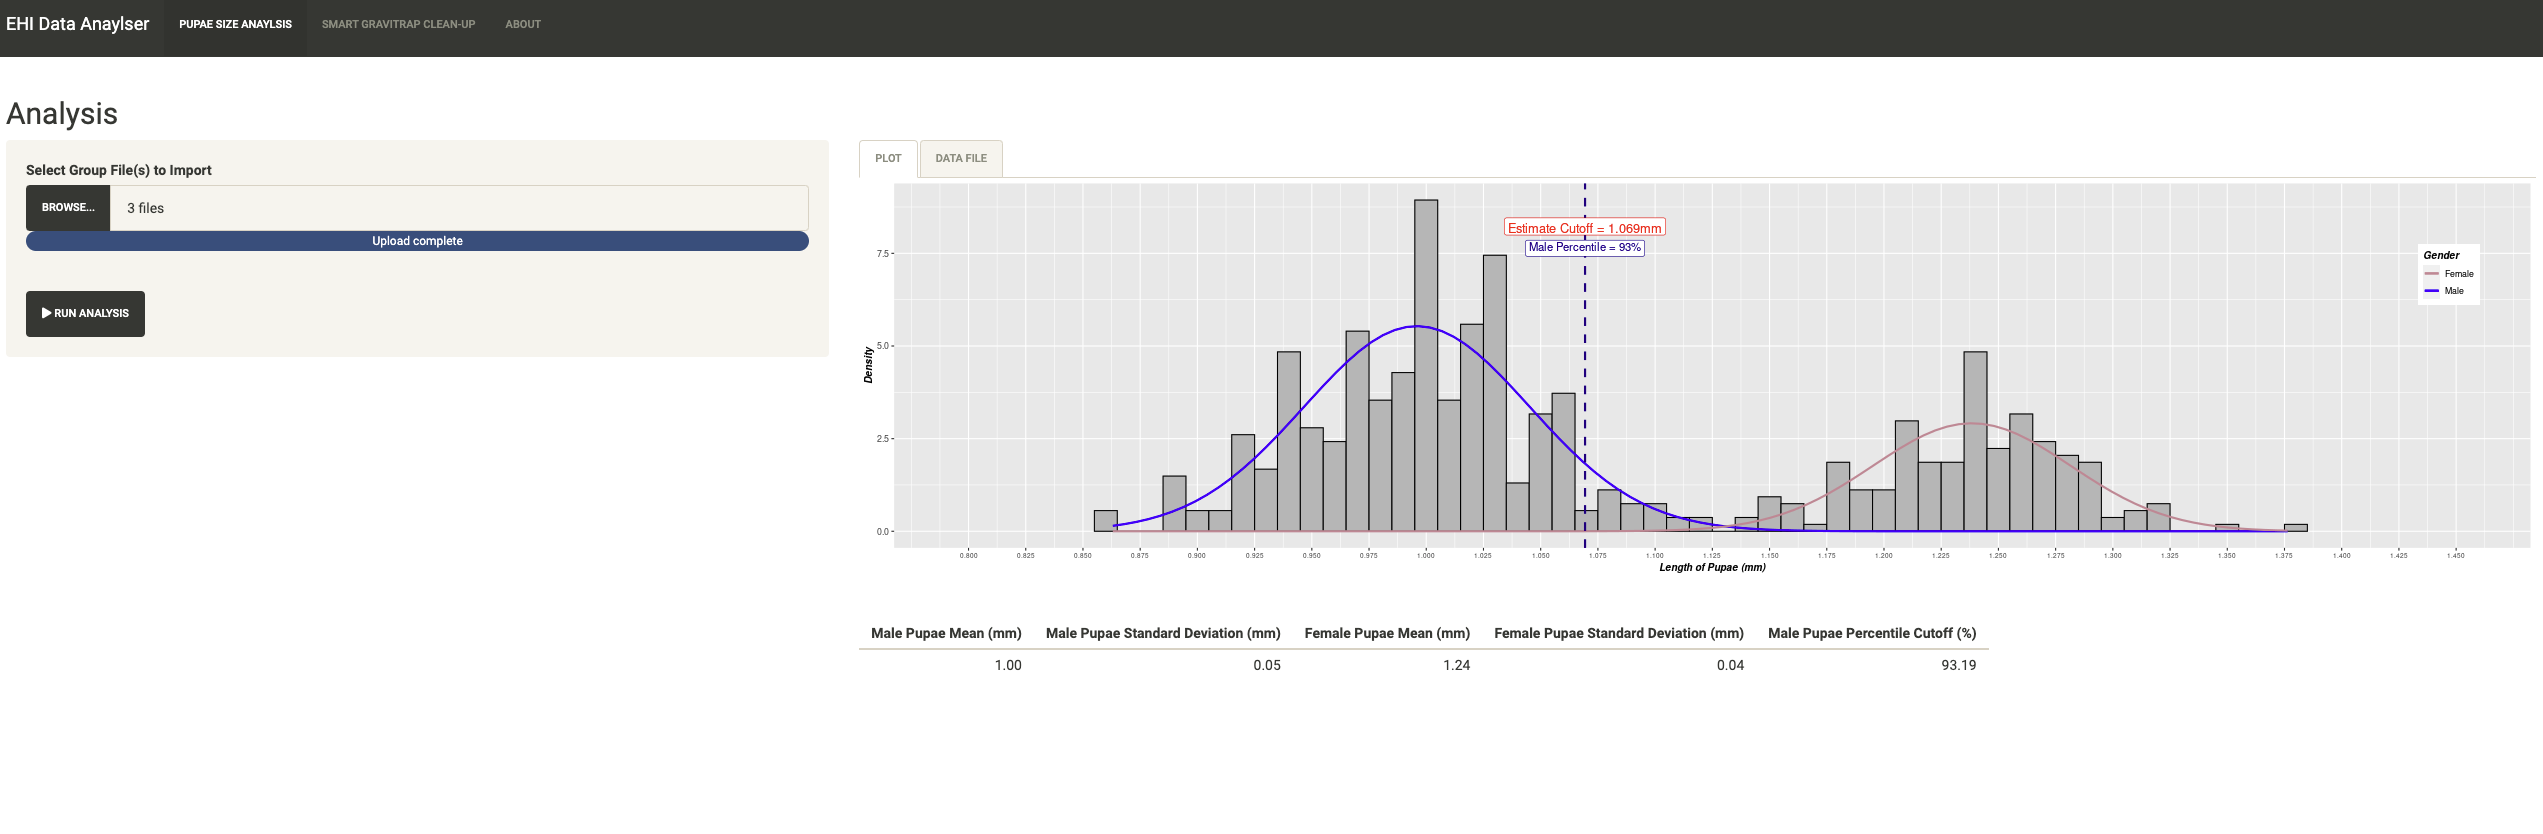 EHI Data Anaylser
PUPAE SIZE ANAYLSIS
SMART GRAVITRAP CLEAN-UP
ABOUT
Analysis
Select Group File(s) to Import
BROWSE...
3 files
Upload complete
RUN ANALYSIS
PLOT
DATA FILE
Estimate Cutoff = 1.069mm
Male Percentile = 93%
Gender
Female
Male
Density
7.5
5.0
2.5
0.0
0.800 0.825 0.850 0.875 0.900 0.925 0.950 0.975 1.000 1.025 1.050 1.075 1.100 1.125 1.150 1.175 1.200 1.225 1.250 1.275 1.300 1.325 1.350 1.375 1.400 1.425 1.450
Length of Pupae (mm)
Male Pupae Mean (mm) Male Pupae Standard Deviation (mm) Female Pupae Mean (mm) Female Pupae Standard Deviation (mm) Male Pupae Percentile Cutoff (%)
1.00 0.05 1.24 0.04 93.19